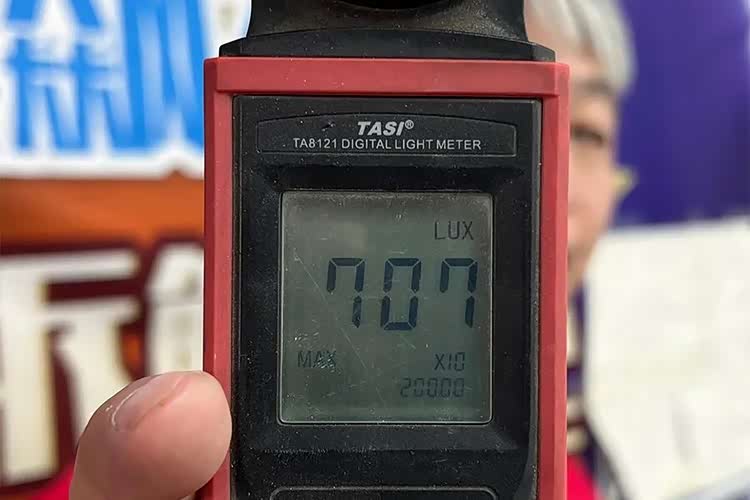 TASI®
TA8121 DIGITAL LIGHT METER
LUX
707
MAX X10
20000